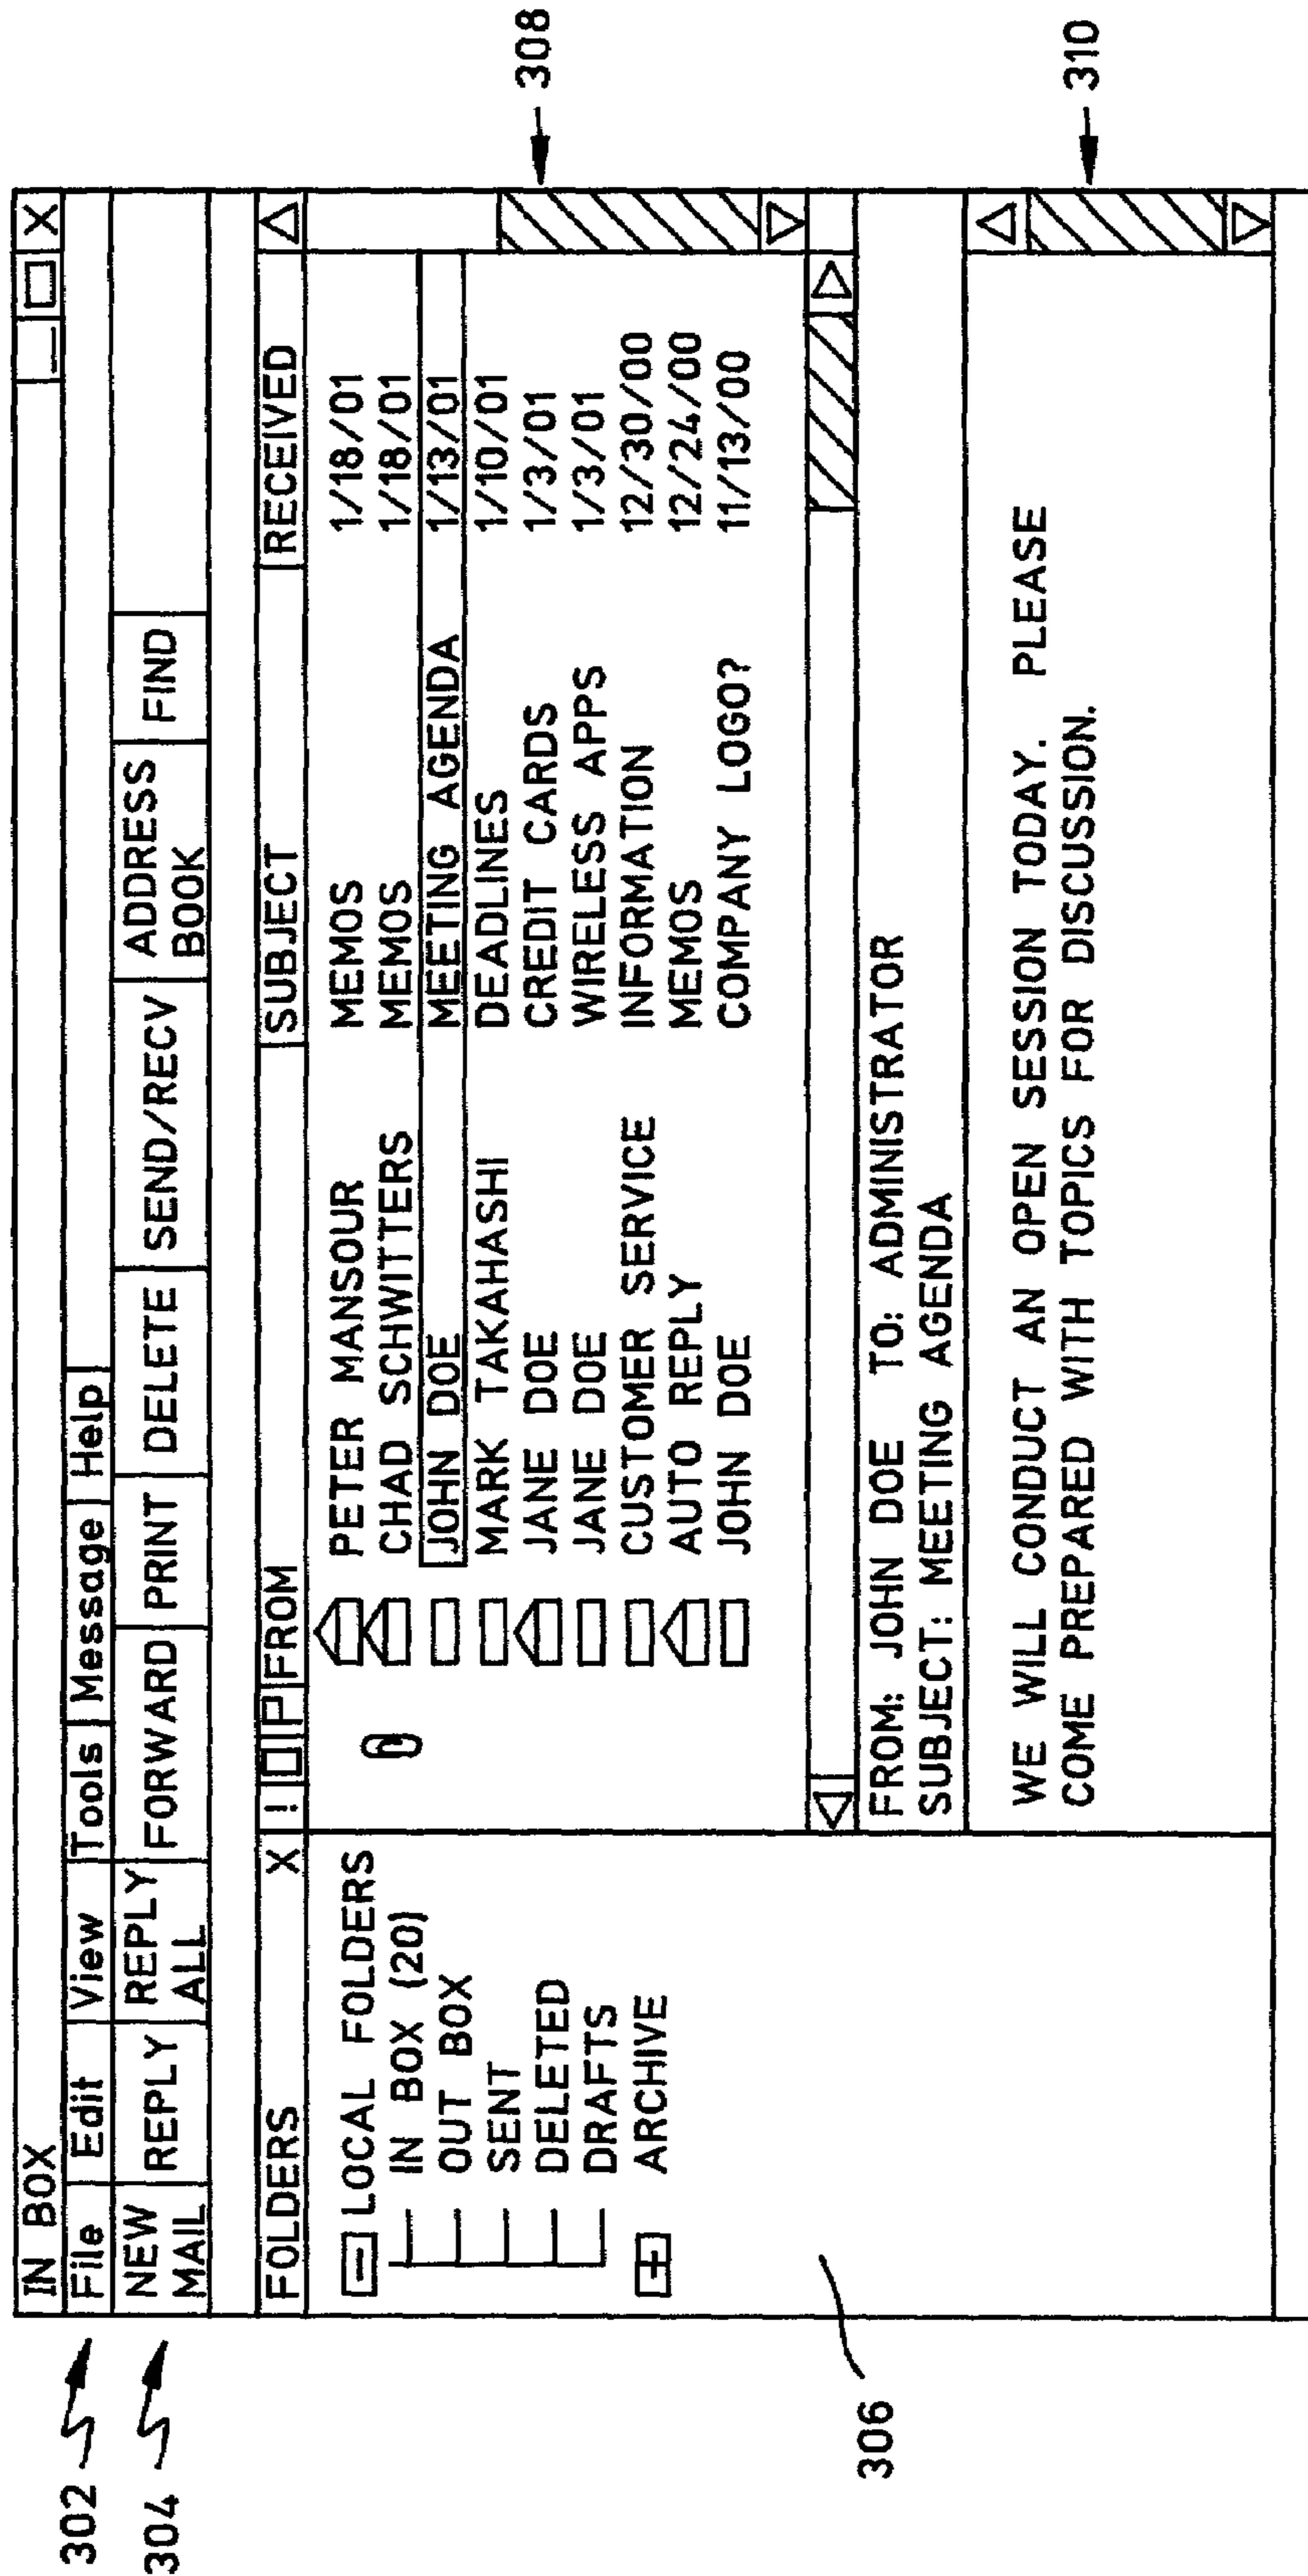 IN BOX _ □ X
302 File Edit View Tools Message Help
304 NEW MAIL REPLY REPLY ALL FORWARD PRINT DELETE SEND/RECV ADDRESS BOOK FIND
FOLDERS X ! FROM SUBJECT RECEIVED
LOCAL FOLDERS
IN BOX (20)
OUT BOX
SENT
DELETED
DRAFTS
ARCHIVE
306
PETER MANSOUR MEMOS 1/18/01
CHAD SCHWITTERS MEMOS 1/18/01
JOHN DOE MEETING AGENDA 1/13/01
MARK TAKAHASHI DEADLINES 1/10/01
JANE DOE CREDIT CARDS 1/3/01
JANE DOE WIRELESS APPS 1/3/01
CUSTOMER SERVICE INFORMATION 12/30/00
AUTO REPLY MEMOS 12/24/00
JOHN DOE COMPANY LOGO? 11/13/00
308
FROM: JOHN DOE TO: ADMINISTRATOR
SUBJECT: MEETING AGENDA
WE WILL CONDUCT AN OPEN SESSION TODAY. PLEASE
COME PREPARED WITH TOPICS FOR DISCUSSION.
310